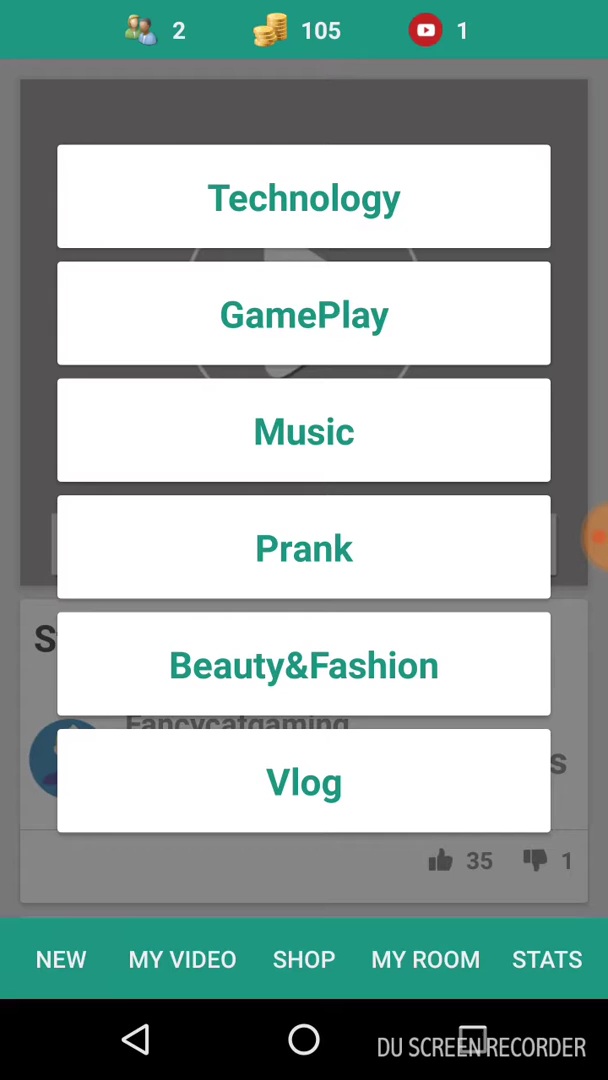 2 105 1
Technology
GamePlay
Music
Prank
Beauty&Fashion
Fancycatgaming
Vlog
35 1
NEW MY VIDEO SHOP MY ROOM STATS
DU SCREEN RECORDER